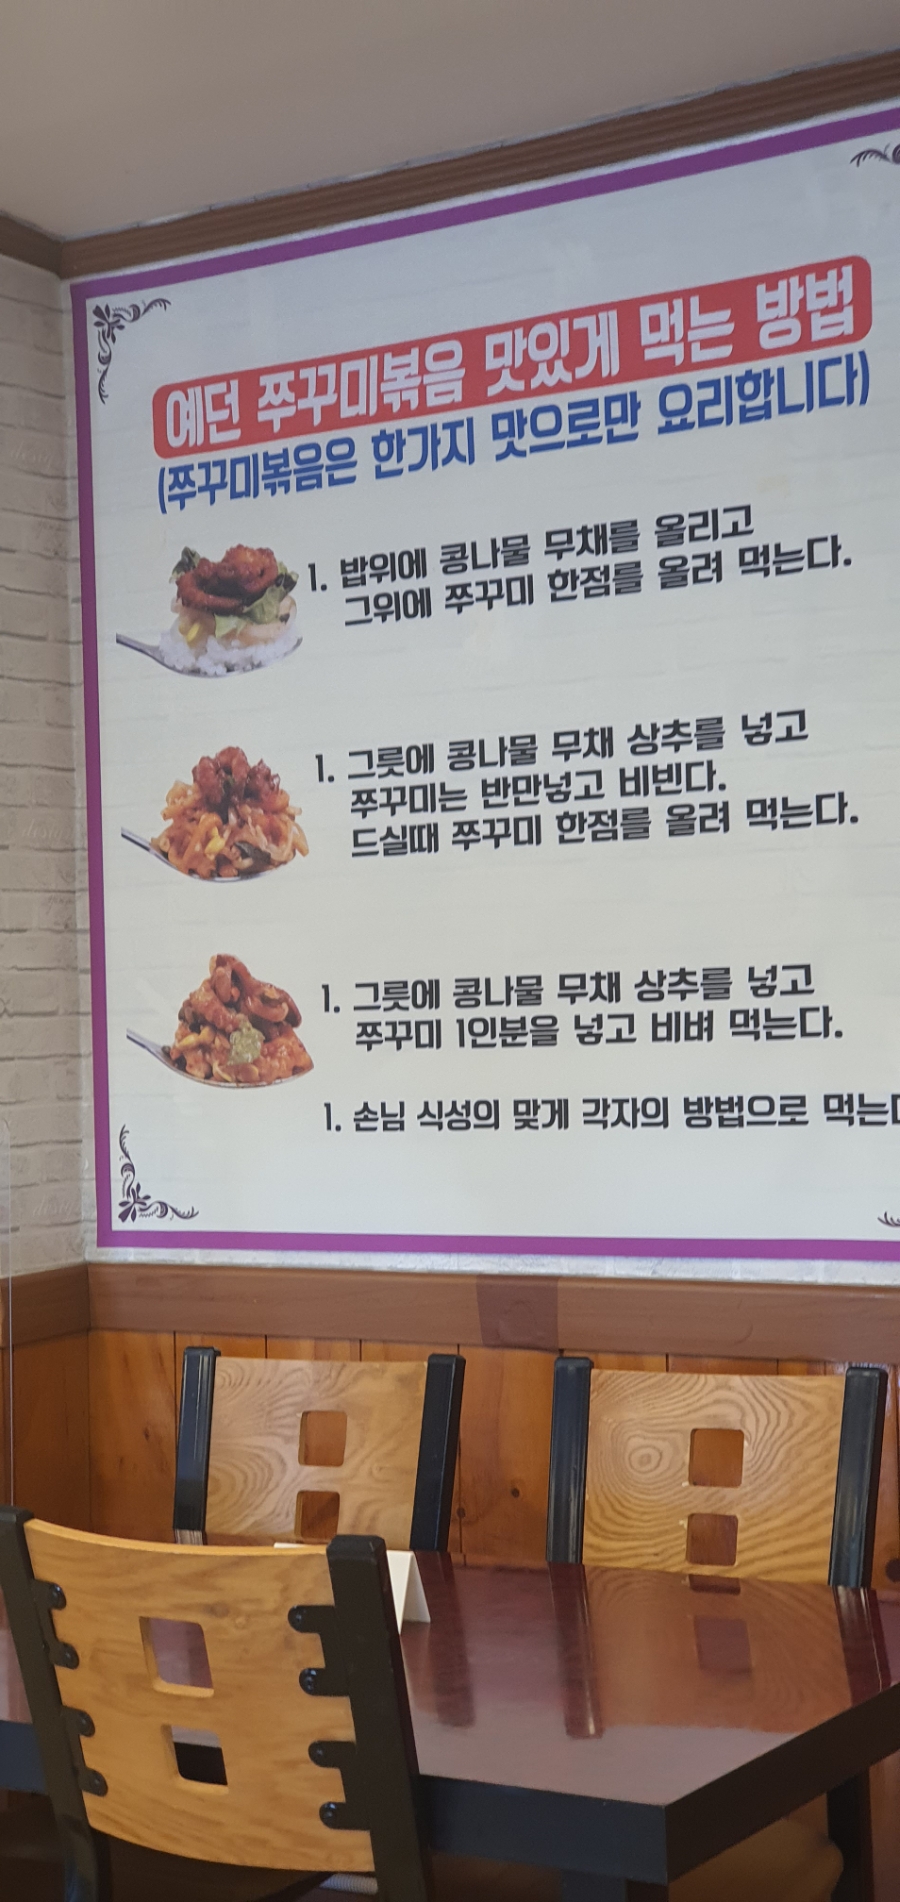 예던 쭈꾸미볶음 맛있게 먹는 방법
(쭈꾸미볶음은 한가지 맛으로만 요리합니다)
1. 밥위에 콩나물 무채를 올리고
그위에 쭈꾸미 한점을 올려 먹는다.
1. 그릇에 콩나물 무채 상추를 넣고
쭈꾸미는 반만넣고 비빈다.
드실때 쭈꾸미 한점를 올려 먹는다.
1. 그릇에 콩나물 무채 상추를 넣고
쭈꾸미 1인분을 넣고 비벼 먹는다.
1. 손님 식성의 맞게 각자의 방법으로 먹는